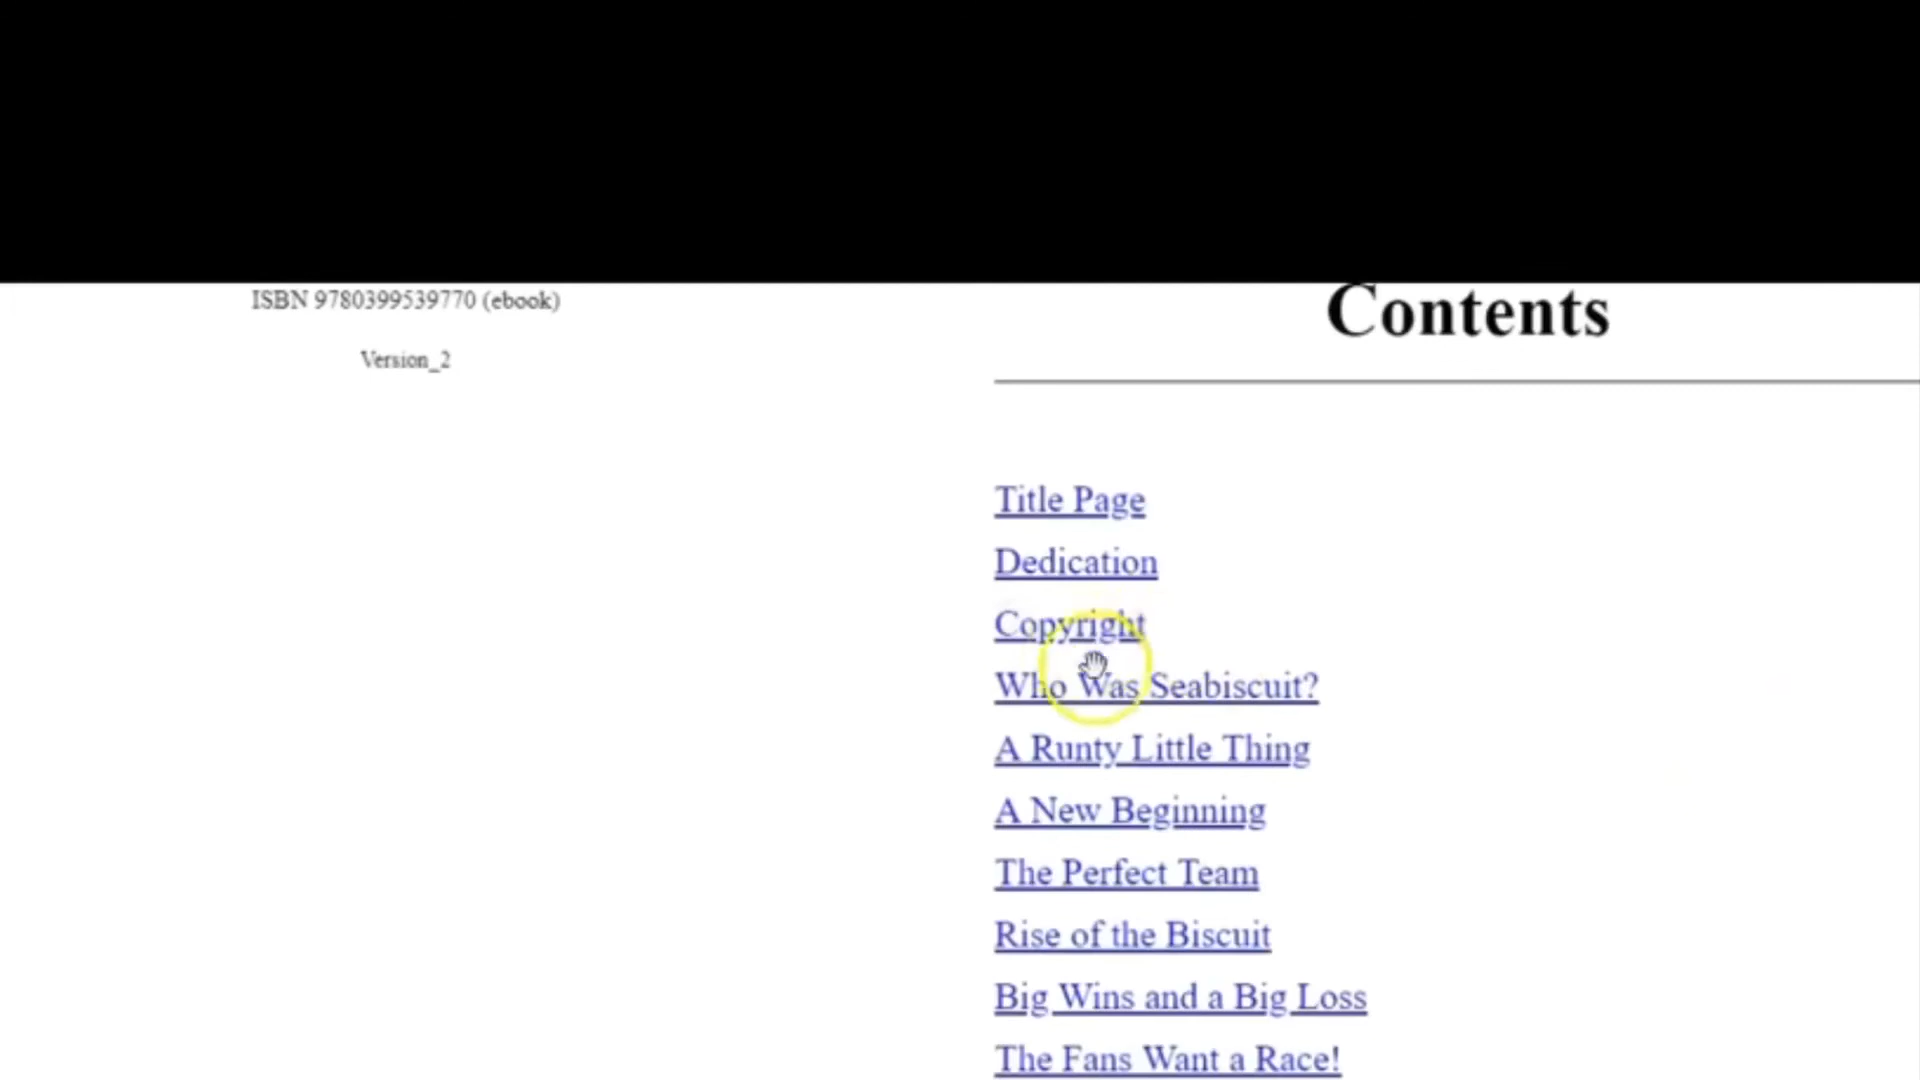 ISBN 9780399539770 (ebook)
Version_2
Contents
Title Page
Dedication
Copyright
Who Was Seabiscuit?
A Runty Little Thing
A New Beginning
The Perfect Team
Rise of the Biscuit
Big Wins and a Big Loss
The Fans Want a Race!